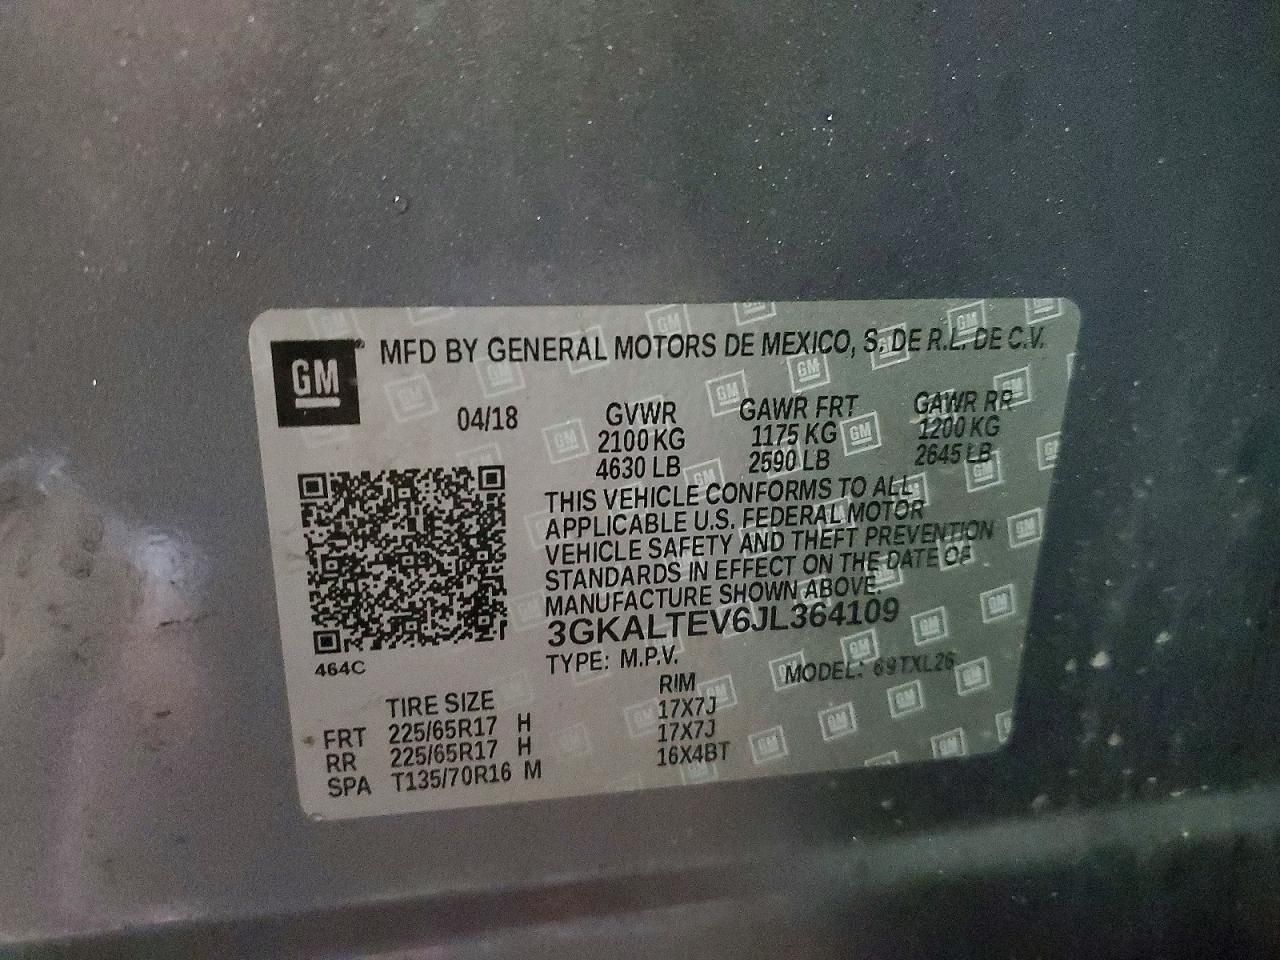 GM
MFD BY GENERAL MOTORS DE MEXICO, S. DE R.L. DE C.V.
04/18 GVWR GAWR FRT GAWR RR
2100 KG 1175 KG 1200 KG
4630 LB 2590 LB 2645 LB
THIS VEHICLE CONFORMS TO ALL
APPLICABLE U.S. FEDERAL MOTOR
VEHICLE SAFETY AND THEFT PREVENTION
STANDARDS IN EFFECT ON THE DATE OF
MANUFACTURE SHOWN ABOVE.
3GKALTEV6JL364109
464C
TYPE: M.P.V. MODEL: 69TXL26
TIRE SIZE RIM
FRT 225/65R17 H 17X7J
RR 225/65R17 H 17X7J
SPA T135/70R16 M 16X4BT